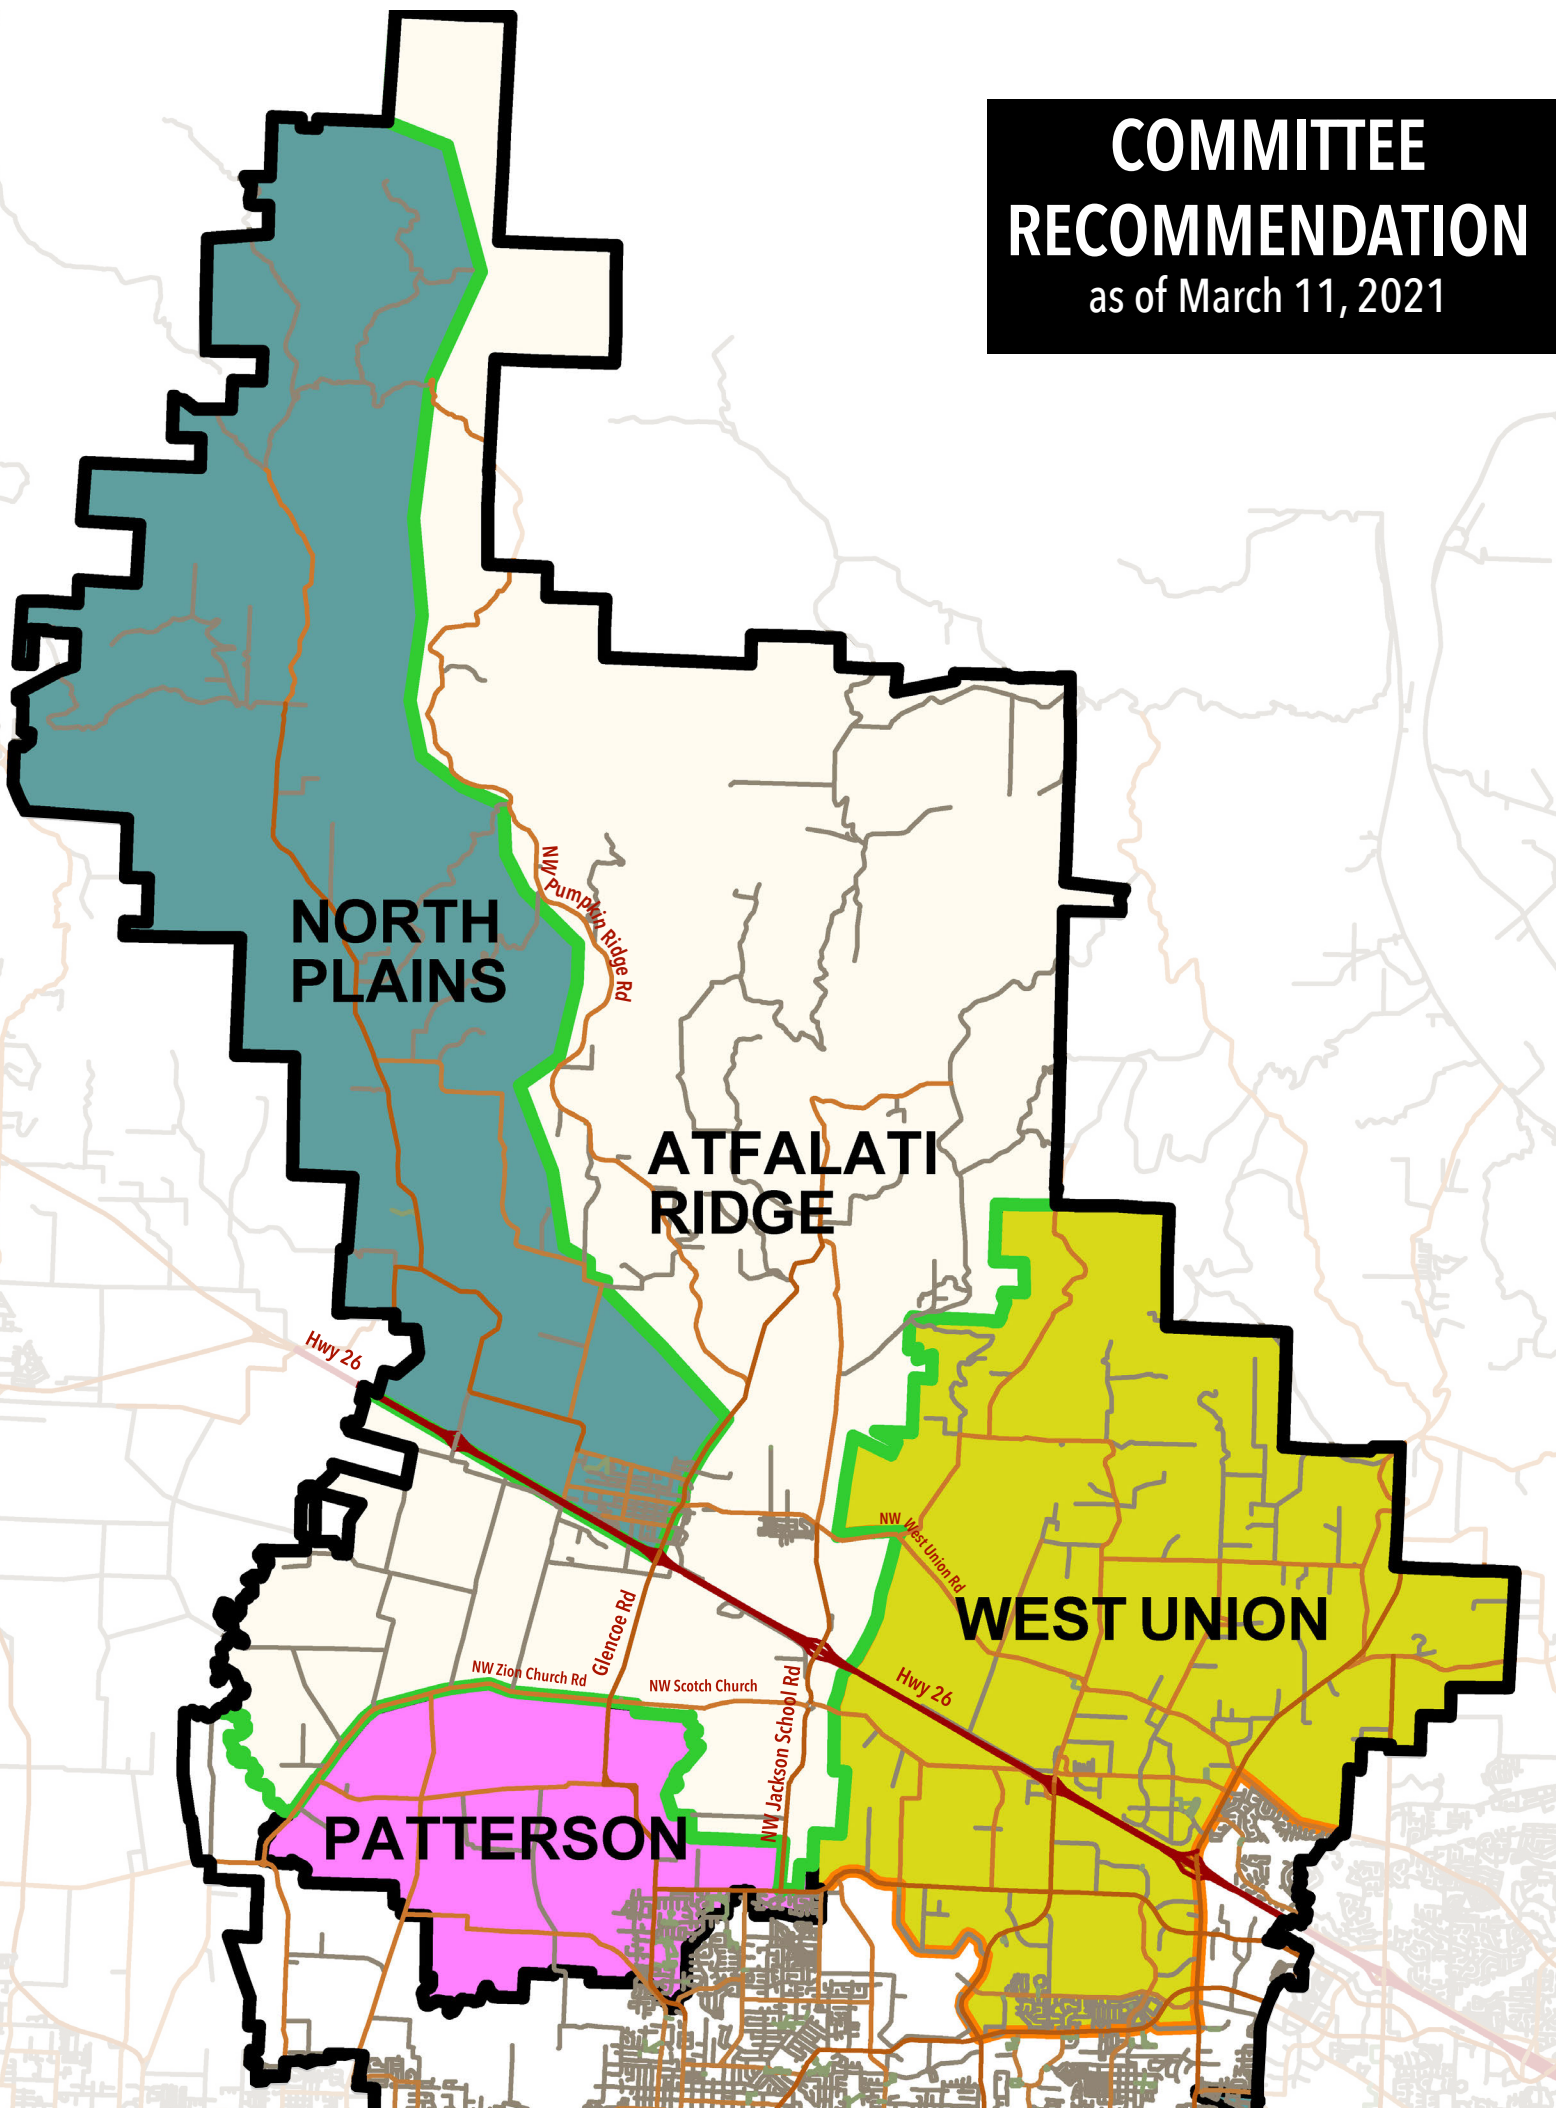 COMMITTEE
RECOMMENDATION
as of March 11, 2021
NW Pumpkin Ridge Rd
NORTH
PLAINS
ATFALATI
RIDGE
Hwy 26
NW West Union Rd
WEST UNION
Glencoe Rd
NW Zion Church Rd
NW Scotch Church
Hwy 26
NW Jackson School Rd
PATTERSON